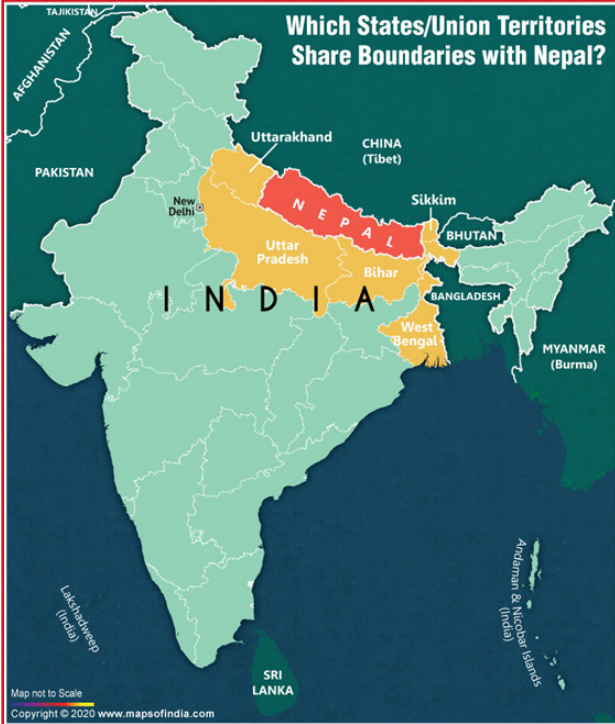 Which States/Union Territories
Share Boundaries with Nepal?
TAJIKISTAN
AFGHANISTAN
PAKISTAN
Uttarakhand
CHINA
(Tibet)
New
Delhi
NEPAL
Sikkim
BHUTAN
Uttar
Pradesh
Bihar
INDIA
BANGLADESH
West
Bengal
MYANMAR
(Burma)
Lakshadweep
(India)
Andaman & Nicobar Islands
(India)
SRI
LANKA
Map not to Scale
Copyright © 2020 www.mapsofindia.com